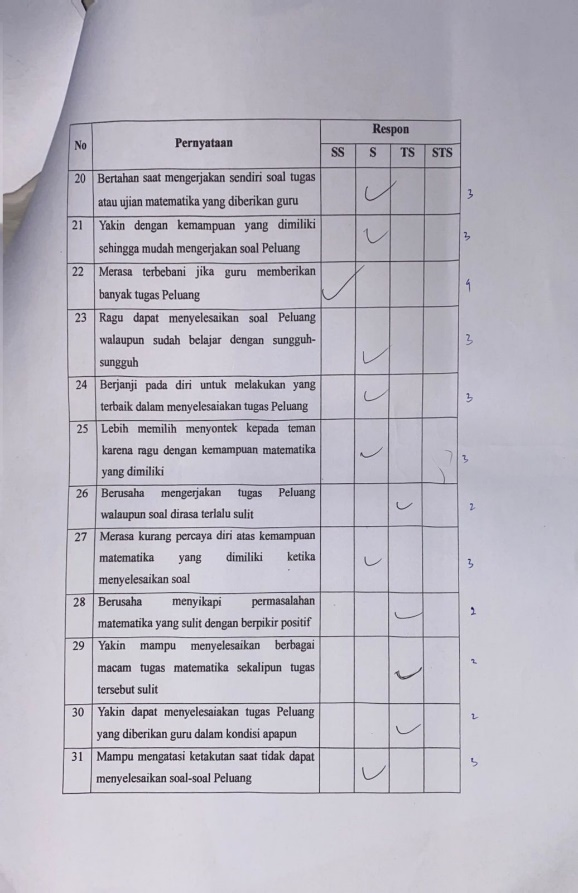 No Pernyataan Respon
SS S TS STS
20 Bertahan saat mengerjakan sendiri soal tugas
atau ujian matematika yang diberikan guru 3
21 Yakin dengan kemampuan yang dimiliki
sehingga mudah mengerjakan soal Peluang 3
22 Merasa terbebani jika guru memberikan
banyak tugas Peluang 4
23 Ragu dapat menyelesaikan soal Peluang
walaupun sudah belajar dengan sungguh- 3
sungguh
24 Berjanji pada diri untuk melakukan yang
terbaik dalam menyelesaiakan tugas Peluang 3
25 Lebih memilih menyontek kepada teman
karena ragu dengan kemampuan matematika 3
yang dimiliki
26 Berusaha mengerjakan tugas Peluang
walaupun soal dirasa terlalu sulit 2
27 Merasa kurang percaya diri atas kemampuan
matematika yang dimiliki ketika 3
menyelesaikan soal
28 Berusaha menyikapi permasalahan
matematika yang sulit dengan berpikir positif 2
29 Yakin mampu menyelesaikan berbagai
macam tugas matematika sekalipun tugas 2
tersebut sulit
30 Yakin dapat menyelesaiakan tugas Peluang
yang diberikan guru dalam kondisi apapun 2
31 Mampu mengatasi ketakutan saat tidak dapat
menyelesaikan soal-soal Peluang 3